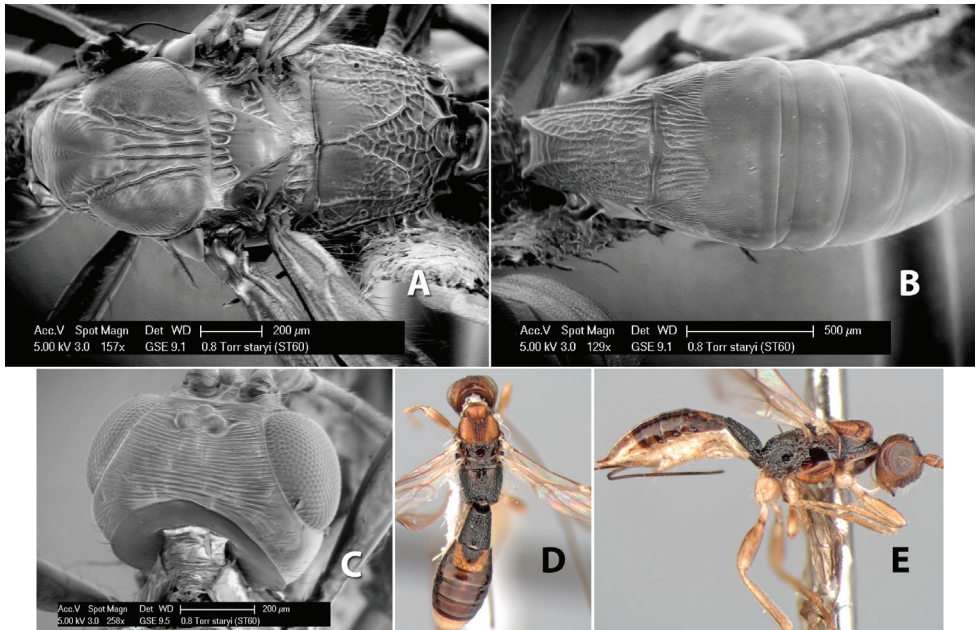 A
Acc.V Spot Magn Det WD 200 µm
5.00 kV 3.0 157x GSE 9.1 0.8 Torr staryi (ST60)
B
Acc.V Spot Magn Det WD 500 µm
5.00 kV 3.0 129x GSE 9.1 0.8 Torr staryi (ST60)
C
Acc.V Spot Magn Det WD 200 µm
5.00 kV 3.0 258x GSE 9.5 0.8 Torr staryi (ST60)
D
E